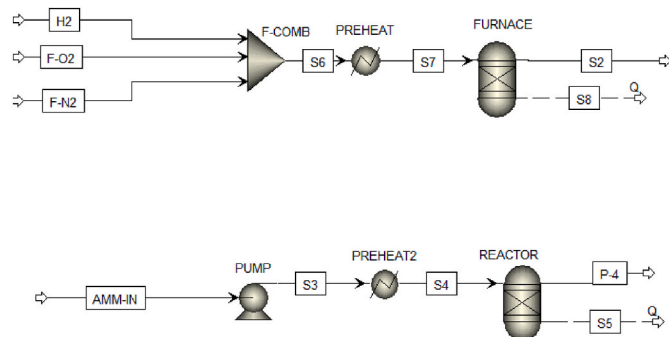 H2
F-COMB
PREHEAT
FURNACE
F-O2
S6
S7
S2
F-N2
S8
Q
PUMP
PREHEAT2
REACTOR
AMM-IN
S3
S4
P-4
S5
Q